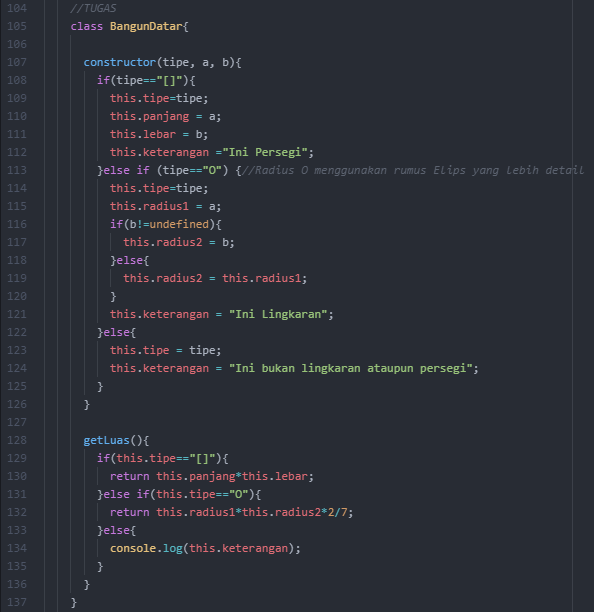 104 //TUGAS
105 class BangunDatar{
106
107 constructor(tipe, a, b){
108 if(tipe=="[]"){
109 this.tipe=tipe;
110 this.panjang = a;
111 this.lebar = b;
112 this.keterangan ="Ini Persegi";
113 }else if (tipe=="O") {//Radius O menggunakan rumus Elips yang lebih detail
114 this.tipe=tipe;
115 this.radius1 = a;
116 if(b!=undefined){
117 this.radius2 = b;
118 }else{
119 this.radius2 = this.radius1;
120 }
121 this.keterangan = "Ini Lingkaran";
122 }else{
123 this.tipe = tipe;
124 this.keterangan = "Ini bukan lingkaran ataupun persegi";
125 }
126 }
127
128 getLuas(){
129 if(this.tipe=="[]"){
130 return this.panjang*this.lebar;
131 }else if(this.tipe=="O"){
132 return this.radius1*this.radius2*2/7;
133 }else{
134 console.log(this.keterangan);
135 }
136 }
137 }